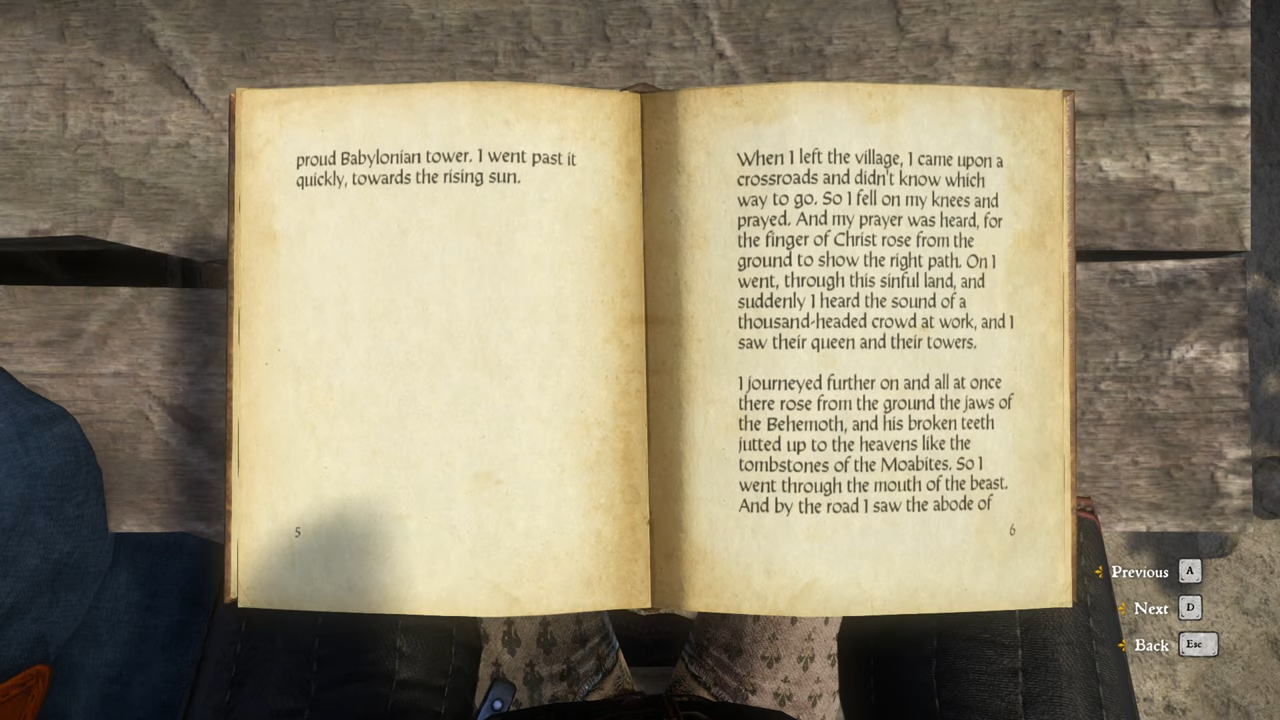 proud Babylonian tower. I went past it
quickly, towards the rising sun.
5
When I left the village, I came upon a
crossroads and didn't know which
way to go. So I fell on my knees and
prayed. And my prayer was heard, for
the finger of Christ rose from the
ground to show the right path. On I
went, through this sinful land, and
suddenly I heard the sound of a
thousand-headed crowd at work, and I
saw their queen and their towers.
I journeyed further on and all at once
there rose from the ground the jaws of
the Behemoth, and his broken teeth
jutted up to the heavens like the
tombstones of the Moabites. So I
went through the mouth of the beast.
And by the road I saw the abode of
6
Previous A
Next D
Back Esc